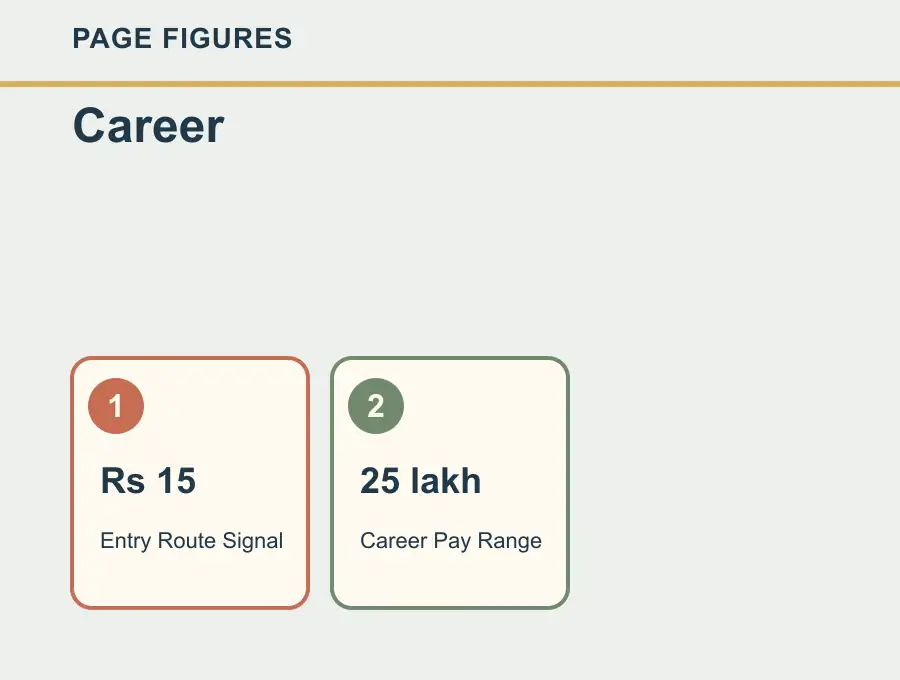 PAGE FIGURES
Career
1
Rs 15
Entry Route Signal
2
25 lakh
Career Pay Range